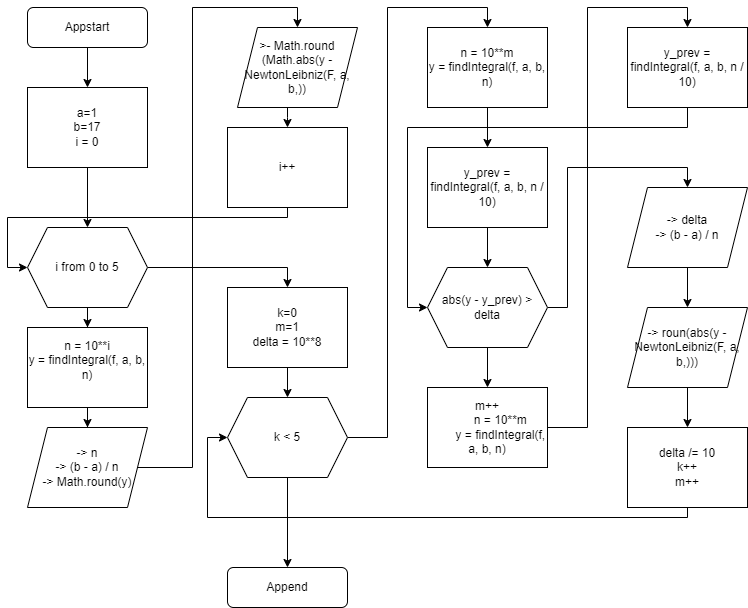 Appstart
a=1
b=17
i = 0
i from 0 to 5
n = 10**i
y = findIntegral(f, a, b,
n)
-> n
-> (b - a) / n
-> Math.round(y)
>- Math.round
(Math.abs(y -
NewtonLeibniz(F, a,
b,))
i++
k=0
m=1
delta = 10**8
k < 5
Append
n = 10**m
y = findIntegral(f, a, b,
n)
y_prev =
findIntegral(f, a, b, n /
10)
abs(y - y_prev) >
delta
m++
n = 10**m
y = findIntegral(f,
a, b, n)
y_prev =
findIntegral(f, a, b, n /
10)
-> delta
-> (b - a) / n
-> roun(abs(y -
NewtonLeibniz(F, a,
b,)))
delta /= 10
k++
m++